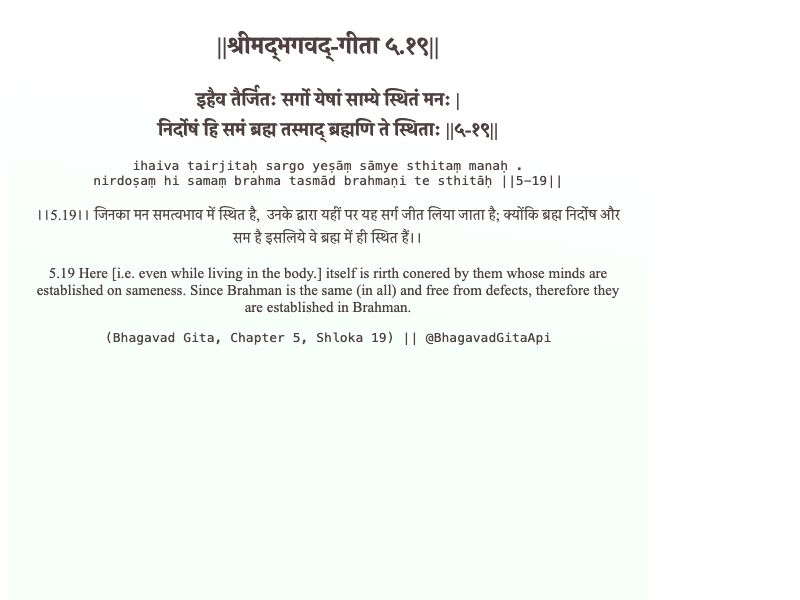 ||श्रीमद्‍भगवद्‍-गीता ५.१९||
इहैव तैर्जितः सर्गो येषां साम्ये स्थितं मनः |
निर्दोषं हि समं ब्रह्म तस्माद् ब्रह्मणि ते स्थिताः ||५-१९||
ihaiva tairjitaḥ sargo yeṣāṃ sāmye sthitaṃ manaḥ .
nirdoṣaṃ hi samaṃ brahma tasmād brahmaṇi te sthitāḥ ||5-19||
।।5.19।। जिनका मन समत्वभाव में स्थित है, उनके द्वारा यहीं पर यह सर्ग जीत लिया जाता है; क्योंकि ब्रह्म निर्दोष और
सम है इसलिये वे ब्रह्म में ही स्थित हैं।।
5.19 Here [i.e. even while living in the body.] itself is rirth conered by them whose minds are
established on sameness. Since Brahman is the same (in all) and free from defects, therefore they
are established in Brahman.
(Bhagavad Gita, Chapter 5, Shloka 19) || @BhagavadGitaApi